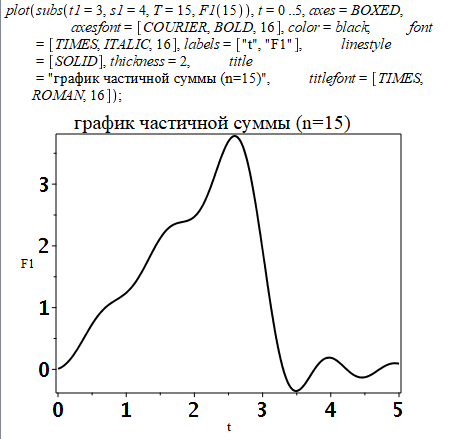 plot(subs(t1 = 3, s1 = 4, T = 15, F1(15)), t = 0 ..5, axes = BOXED,
axesfont = [COURIER, BOLD, 16], color = black, font
= [TIMES, ITALIC, 16], labels = ["t", "F1"], linestyle
= [SOLID], thickness = 2, title
= "график частичной суммы (n=15)", titlefont = [TIMES,
ROMAN, 16]);
график частичной суммы (n=15)
3
2
F1
1
0
0 1 2 3 4 5
t